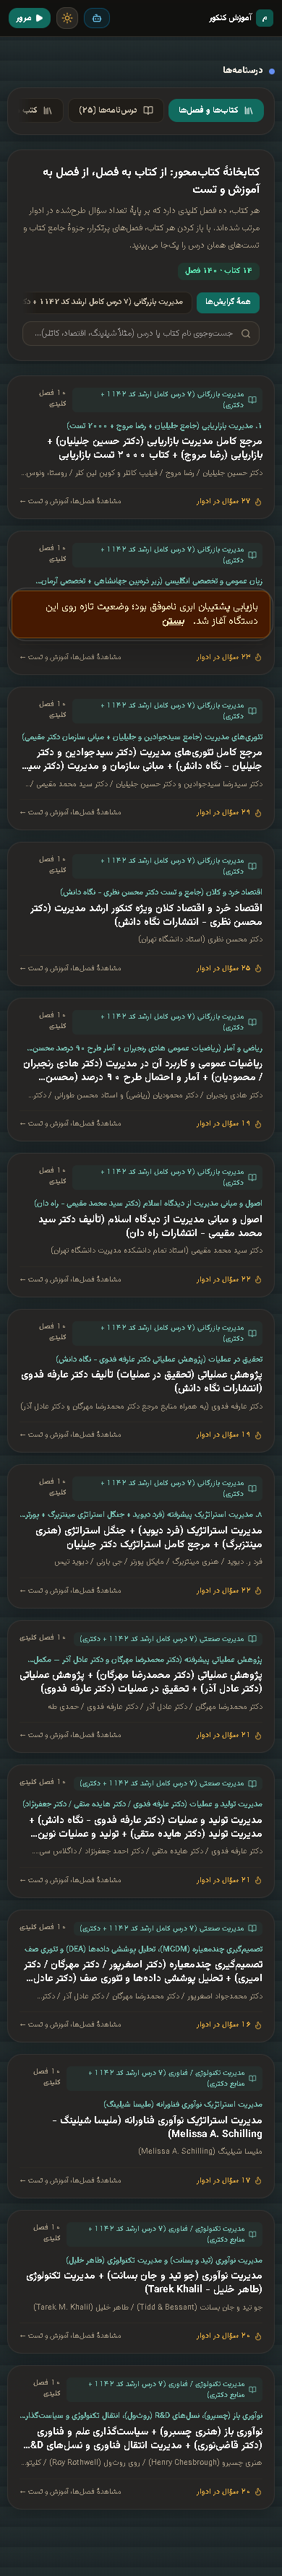 آموزش کنکور
م
مرور
درسنامه‌ها
کتاب‌ها و فصل‌ها
درس‌نامه‌ها (۲۵)
کتب
کتابخانهٔ کتاب‌محور: از کتاب به فصل، از فصل به
آموزش و تست
هر کتاب، ده فصل کلیدی دارد که بر پایهٔ تعداد سؤال طرح‌شده در ادوار
مرتب شده‌اند. با باز کردن هر کتاب، فصل‌های پرتکرار، جزوهٔ جامع کتاب و
تست‌های همان درس را یک‌جا می‌بینید.
۱۴ کتاب · ۱۴۰ فصل
همهٔ گرایش‌ها
مدیریت بازرگانی (۷ درس کامل ارشد کد ۱۱۴۲ + دک
جست‌وجوی نام کتاب یا درس (مثلاً شیلینگ، اقتصاد، کاتلر)...
مدیریت بازرگانی (۷ درس کامل ارشد کد ۱۱۴۲ +
دکتری)
۱۰ فصل
کلیدی
۱. مدیریت بازاریابی (جامع جلیلیان + رضا مروج + ۲۰۰۰ تست)
مرجع کامل مدیریت بازاریابی (دکتر حسین جلیلیان) +
بازاریابی (رضا مروج) + کتاب ۲۰۰۰ تست بازاریابی
دکتر حسین جلیلیان / رضا مروج / فیلیپ کاتلر و کوین لین کلر / روستا، ونوس...
۲۷ سؤال در ادوار
مشاهدهٔ فصل‌ها، آموزش و تست ←
مدیریت بازرگانی (۷ درس کامل ارشد کد ۱۱۴۲ +
دکتری)
۱۰ فصل
کلیدی
زبان عمومی و تخصصی انگلیسی (زیر ذره‌بین جهانشاهی + تخصصی آرمان...
بازیابی پشتیبان ابری ناموفق بود؛ وضعیت تازه روی این
دستگاه آغاز شد. بستن
۲۳ سؤال در ادوار
مشاهدهٔ فصل‌ها، آموزش و تست ←
مدیریت بازرگانی (۷ درس کامل ارشد کد ۱۱۴۲ +
دکتری)
۱۰ فصل
کلیدی
تئوری‌های مدیریت (جامع سیدجوادین و جلیلیان + مبانی سازمان دکتر مقیمی)
مرجع کامل تئوری‌های مدیریت (دکتر سیدجوادین و دکتر
جلیلیان - نگاه دانش) + مبانی سازمان و مدیریت (دکتر سید...
دکتر سیدرضا سیدجوادین و دکتر حسین جلیلیان / دکتر سید محمد مقیمی /...
۲۹ سؤال در ادوار
مشاهدهٔ فصل‌ها، آموزش و تست ←
مدیریت بازرگانی (۷ درس کامل ارشد کد ۱۱۴۲ +
دکتری)
۱۰ فصل
کلیدی
اقتصاد خرد و کلان (جامع و تست دکتر محسن نظری - نگاه دانش)
اقتصاد خرد و اقتصاد کلان ویژه کنکور ارشد مدیریت (دکتر
محسن نظری - انتشارات نگاه دانش)
دکتر محسن نظری (استاد دانشگاه تهران)
۲۵ سؤال در ادوار
مشاهدهٔ فصل‌ها، آموزش و تست ←
مدیریت بازرگانی (۷ درس کامل ارشد کد ۱۱۴۲ +
دکتری)
۱۰ فصل
کلیدی
ریاضی و آمار (ریاضیات عمومی هادی رنجبران + آمار طرح ۹۰ درصد محسن...
ریاضیات عمومی و کاربرد آن در مدیریت (دکتر هادی رنجبران
/ محمودیان) + آمار و احتمال طرح ۹۰ درصد (محسن...
دکتر هادی رنجبران / دکتر محمودیان (ریاضی) و استاد محسن طورانی / دکتر...
۱۹ سؤال در ادوار
مشاهدهٔ فصل‌ها، آموزش و تست ←
مدیریت بازرگانی (۷ درس کامل ارشد کد ۱۱۴۲ +
دکتری)
۱۰ فصل
کلیدی
اصول و مبانی مدیریت از دیدگاه اسلام (دکتر سید محمد مقیمی - راه دان)
اصول و مبانی مدیریت از دیدگاه اسلام (تألیف دکتر سید
محمد مقیمی - انتشارات راه دان)
دکتر سید محمد مقیمی (استاد تمام دانشکده مدیریت دانشگاه تهران)
۲۲ سؤال در ادوار
مشاهدهٔ فصل‌ها، آموزش و تست ←
مدیریت بازرگانی (۷ درس کامل ارشد کد ۱۱۴۲ +
دکتری)
۱۰ فصل
کلیدی
تحقیق در عملیات (پژوهش عملیاتی دکتر عارفه فدوی - نگاه دانش)
پژوهش عملیاتی (تحقیق در عملیات) تألیف دکتر عارفه فدوی
(انتشارات نگاه دانش)
دکتر عارفه فدوی (به همراه منابع مرجع دکتر محمدرضا مهرگان و دکتر عادل آذر)
۱۹ سؤال در ادوار
مشاهدهٔ فصل‌ها، آموزش و تست ←
مدیریت بازرگانی (۷ درس کامل ارشد کد ۱۱۴۲ +
دکتری)
۱۰ فصل
کلیدی
۸. مدیریت استراتژیک پیشرفته (فرد دیوید + جنگل استراتژی مینتزبرگ + پورتر...
مدیریت استراتژیک (فرد دیوید) + جنگل استراتژی (هنری
مینتزبرگ) + مرجع کامل مدیریت استراتژیک دکتر جلیلیان
فرد ر. دیوید / هنری مینتزبرگ / مایکل پورتر / جی بارنی / دیوید تیس
۲۲ سؤال در ادوار
مشاهدهٔ فصل‌ها، آموزش و تست ←
مدیریت صنعتی (۷ درس کامل ارشد کد ۱۱۴۲ + دکتری)
۱۰ فصل کلیدی
پژوهش عملیاتی پیشرفته (دکتر محمدرضا مهرگان و دکتر عادل آذر — مکمل...
پژوهش عملیاتی (دکتر محمدرضا مهرگان) + پژوهش عملیاتی
(دکتر عادل آذر) + تحقیق در عملیات (دکتر عارفه فدوی)
دکتر محمدرضا مهرگان / دکتر عادل آذر / دکتر عارفه فدوی / حمدی طه
۲۱ سؤال در ادوار
مشاهدهٔ فصل‌ها، آموزش و تست ←
مدیریت صنعتی (۷ درس کامل ارشد کد ۱۱۴۲ + دکتری)
۱۰ فصل کلیدی
مدیریت تولید و عملیات (دکتر عارفه فدوی / دکتر هایده متقی / دکتر جعفرنژاد)
مدیریت تولید و عملیات (دکتر عارفه فدوی - نگاه دانش) +
مدیریت تولید (دکتر هایده متقی) + تولید و عملیات نوین...
دکتر عارفه فدوی / دکتر هایده متقی / دکتر احمد جعفرنژاد / داگلاس سی....
۲۱ سؤال در ادوار
مشاهدهٔ فصل‌ها، آموزش و تست ←
مدیریت صنعتی (۷ درس کامل ارشد کد ۱۱۴۲ + دکتری)
۱۰ فصل کلیدی
تصمیم‌گیری چندمعیاره (MCDM)، تحلیل پوششی داده‌ها (DEA) و تئوری صف
تصمیم‌گیری چندمعیاره (دکتر اصغرپور / دکتر مهرگان / دکتر
امیری) + تحلیل پوششی داده‌ها و تئوری صف (دکتر عادل...
دکتر محمدجواد اصغرپور / دکتر محمدرضا مهرگان / دکتر عادل آذر / دکتر...
۱۶ سؤال در ادوار
مشاهدهٔ فصل‌ها، آموزش و تست ←
مدیریت تکنولوژی / فناوری (۷ درس ارشد کد ۱۱۴۲ +
منابع دکتری)
۱۰ فصل
کلیدی
مدیریت استراتژیک نوآوری فناورانه (ملیسا شیلینگ)
مدیریت استراتژیک نوآوری فناورانه (ملیسا شیلینگ -
Melissa A. Schilling)
ملیسا شیلینگ (Melissa A. Schilling)
۱۷ سؤال در ادوار
مشاهدهٔ فصل‌ها، آموزش و تست ←
مدیریت تکنولوژی / فناوری (۷ درس ارشد کد ۱۱۴۲ +
منابع دکتری)
۱۰ فصل
کلیدی
مدیریت نوآوری (تید و بسانت) و مدیریت تکنولوژی (طاهر خلیل)
مدیریت نوآوری (جو تید و جان بسانت) + مدیریت تکنولوژی
(طاهر خلیل - Tarek Khalil)
جو تید و جان بسانت (Tidd & Bessant) / طاهر خلیل (Tarek M. Khalil)
۲۰ سؤال در ادوار
مشاهدهٔ فصل‌ها، آموزش و تست ←
مدیریت تکنولوژی / فناوری (۷ درس ارشد کد ۱۱۴۲ +
منابع دکتری)
۱۰ فصل
کلیدی
نوآوری باز (چسبرو)، نسل‌های R&D (روث‌ول)، انتقال تکنولوژی و سیاست‌گذار...
نوآوری باز (هنری چسبرو) + سیاست‌گذاری علم و فناوری
(دکتر قاضی‌نوری) + مدیریت انتقال فناوری و نسل‌های R&D...
هنری چسبرو (Henry Chesbrough) / روی روث‌ول (Roy Rothwell) / کلیتو...
۲۰ سؤال در ادوار
مشاهدهٔ فصل‌ها، آموزش و تست ←